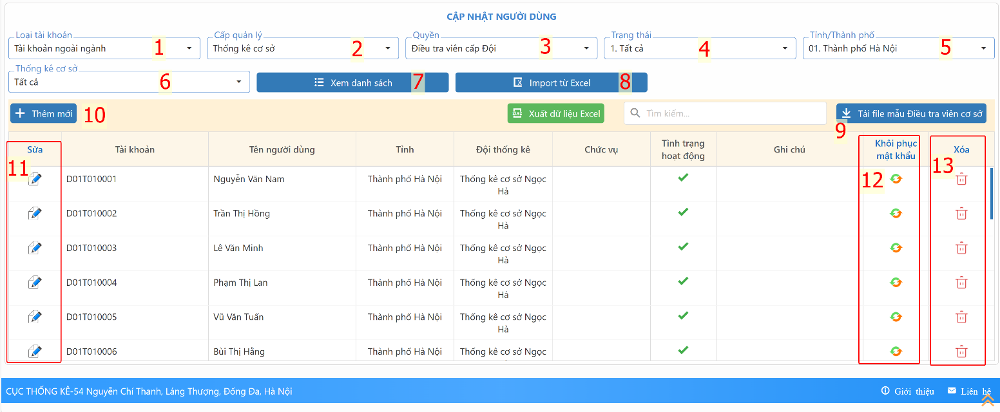 CẬP NHẬT NGƯỜI DÙNG
Loại tài khoản
Tài khoản ngoài ngành
1
Cấp quản lý
Thống kê cơ sở
2
Quyền
Điều tra viên cấp Đội
3
Trạng thái
1. Tất cả
4
Tỉnh/Thành phố
01. Thành phố Hà Nội
5
Thống kê cơ sở
Tất cả
6
Xem danh sách
7
Import từ Excel
8
Thêm mới
10
XLSX
Xuất dữ liệu Excel
Tìm kiếm...
Tải file mẫu Điều tra viên cơ sở
9
Sửa
Tài khoản
Tên người dùng
Tỉnh
Đội thống kê
Chức vụ
Tình trạng
hoạt động
Ghi chú
Khôi phục
mật khẩu
Xóa
11
12
13
D01T010001
Nguyễn Văn Nam
Thành phố Hà Nội
Thống kê cơ sở Ngọc
Hà
D01T010002
Trần Thị Hồng
Thành phố Hà Nội
Thống kê cơ sở Ngọc
Hà
D01T010003
Lê Văn Minh
Thành phố Hà Nội
Thống kê cơ sở Ngọc
Hà
D01T010004
Phạm Thị Lan
Thành phố Hà Nội
Thống kê cơ sở Ngọc
Hà
D01T010005
Vũ Văn Tuấn
Thành phố Hà Nội
Thống kê cơ sở Ngọc
Hà
D01T010006
Bùi Thị Hằng
Thành phố Hà Nội
Thống kê cơ sở Ngọc
CỤC THỐNG KÊ-54 Nguyễn Chí Thanh, Láng Thượng, Đống Đa, Hà Nội
Giới thiệu
Liên hệ